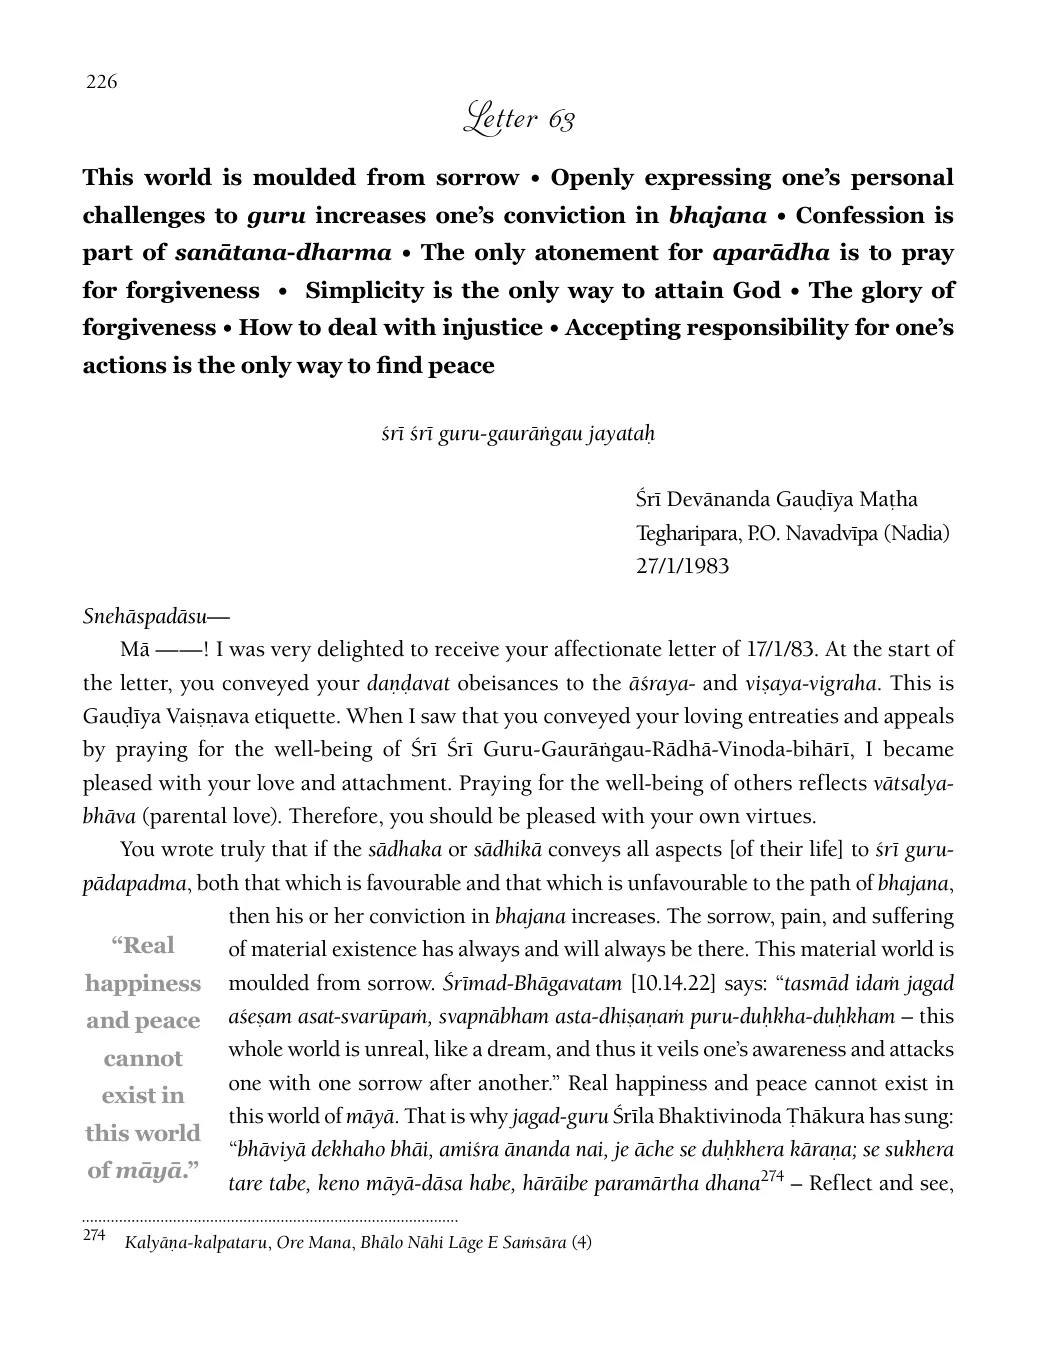 226
Letter 63
This world is moulded from sorrow • Openly expressing one’s personal
challenges to guru increases one’s conviction in bhajana • Confession is
part of sanātana-dharma • The only atonement for aparādha is to pray
for forgiveness • Simplicity is the only way to attain God • The glory of
forgiveness • How to deal with injustice • Accepting responsibility for one’s
actions is the only way to find peace
śrī śrī guru-gaurāṅgau jayataḥ
Śrī Devānanda Gauḍīya Maṭha
Tegharipara, P.O. Navadvīpa (Nadia)
27/1/1983
Snehāspadāsu—
Mā ——! I was very delighted to receive your affectionate letter of 17/1/83. At the start of
the letter, you conveyed your daṇḍavat obeisances to the āśraya- and viṣaya-vigraha. This is
Gauḍīya Vaiṣṇava etiquette. When I saw that you conveyed your loving entreaties and appeals
by praying for the well-being of Śrī Śrī Guru-Gaurāṅgau-Rādhā-Vinoda-bihārī, I became
pleased with your love and attachment. Praying for the well-being of others reflects vātsalya-
bhāva (parental love). Therefore, you should be pleased with your own virtues.
You wrote truly that if the sādhaka or sādhikā conveys all aspects [of their life] to śrī guru-
pādapadma, both that which is favourable and that which is unfavourable to the path of bhajana,
then his or her conviction in bhajana increases. The sorrow, pain, and suffering
of material existence has always and will always be there. This material world is
moulded from sorrow. Śrīmad-Bhāgavatam [10.14.22] says: “tasmād idaṁ jagad
aśeṣam asat-svarūpaṁ, svapnābham asta-dhiṣaṇaṁ puru-duḥkha-duḥkham – this
whole world is unreal, like a dream, and thus it veils one’s awareness and attacks
one with one sorrow after another.” Real happiness and peace cannot exist in
this world of māyā. That is why jagad-guru Śrīla Bhaktivinoda Ṭhākura has sung:
“bhāviyā dekhaho bhāi, amiśra ānanda nai, je āche se duḥkhera kāraṇa; se sukhera
tare tabe, keno māyā-dāsa habe, hārāibe paramārtha dhana274 – Reflect and see,
“Real
happiness
and peace
cannot
exist in
this world
of māyā.”
274 Kalyāṇa-kalpataru, Ore Mana, Bhālo Nāhi Lāge E Saṁsāra (4)